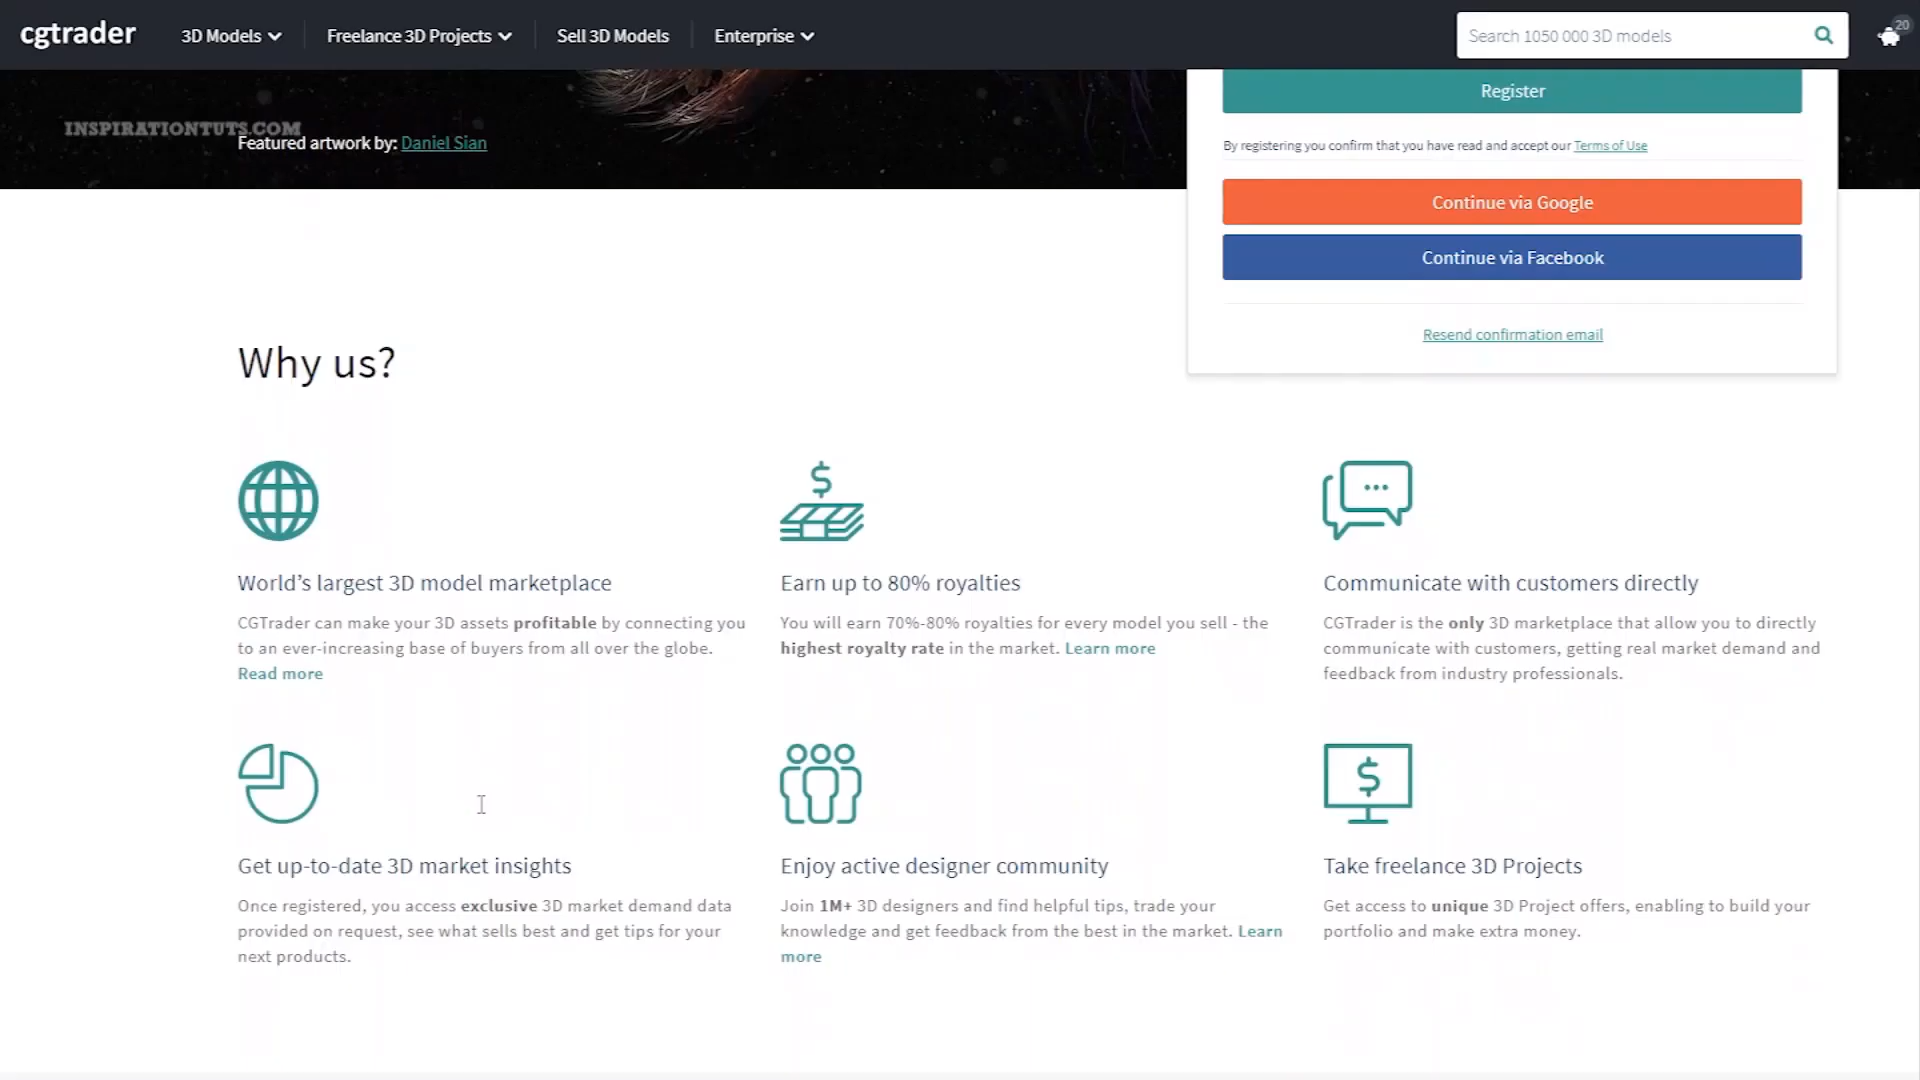 cgtrader
3D Models
Freelance 3D Projects
Sell 3D Models
Enterprise
Search 1050 000 3D models
20
INSPIRATIONTUTS.COM
Featured artwork by: Daniel Sian
Register
By registering you confirm that you have read and accept our Terms of Use
Continue via Google
Continue via Facebook
Resend confirmation email
Why us?
World's largest 3D model marketplace
CGTrader can make your 3D assets profitable by connecting you
to an ever-increasing base of buyers from all over the globe.
Read more
Earn up to 80% royalties
You will earn 70%-80% royalties for every model you sell - the
highest royalty rate in the market. Learn more
Communicate with customers directly
CGTrader is the only 3D marketplace that allow you to directly
communicate with customers, getting real market demand and
feedback from industry professionals.
Get up-to-date 3D market insights
Once registered, you access exclusive 3D market demand data
provided on request, see what sells best and get tips for your
next products.
Enjoy active designer community
Join 1M+ 3D designers and find helpful tips, trade your
knowledge and get feedback from the best in the market. Learn
more
Take freelance 3D Projects
Get access to unique 3D Project offers, enabling to build your
portfolio and make extra money.